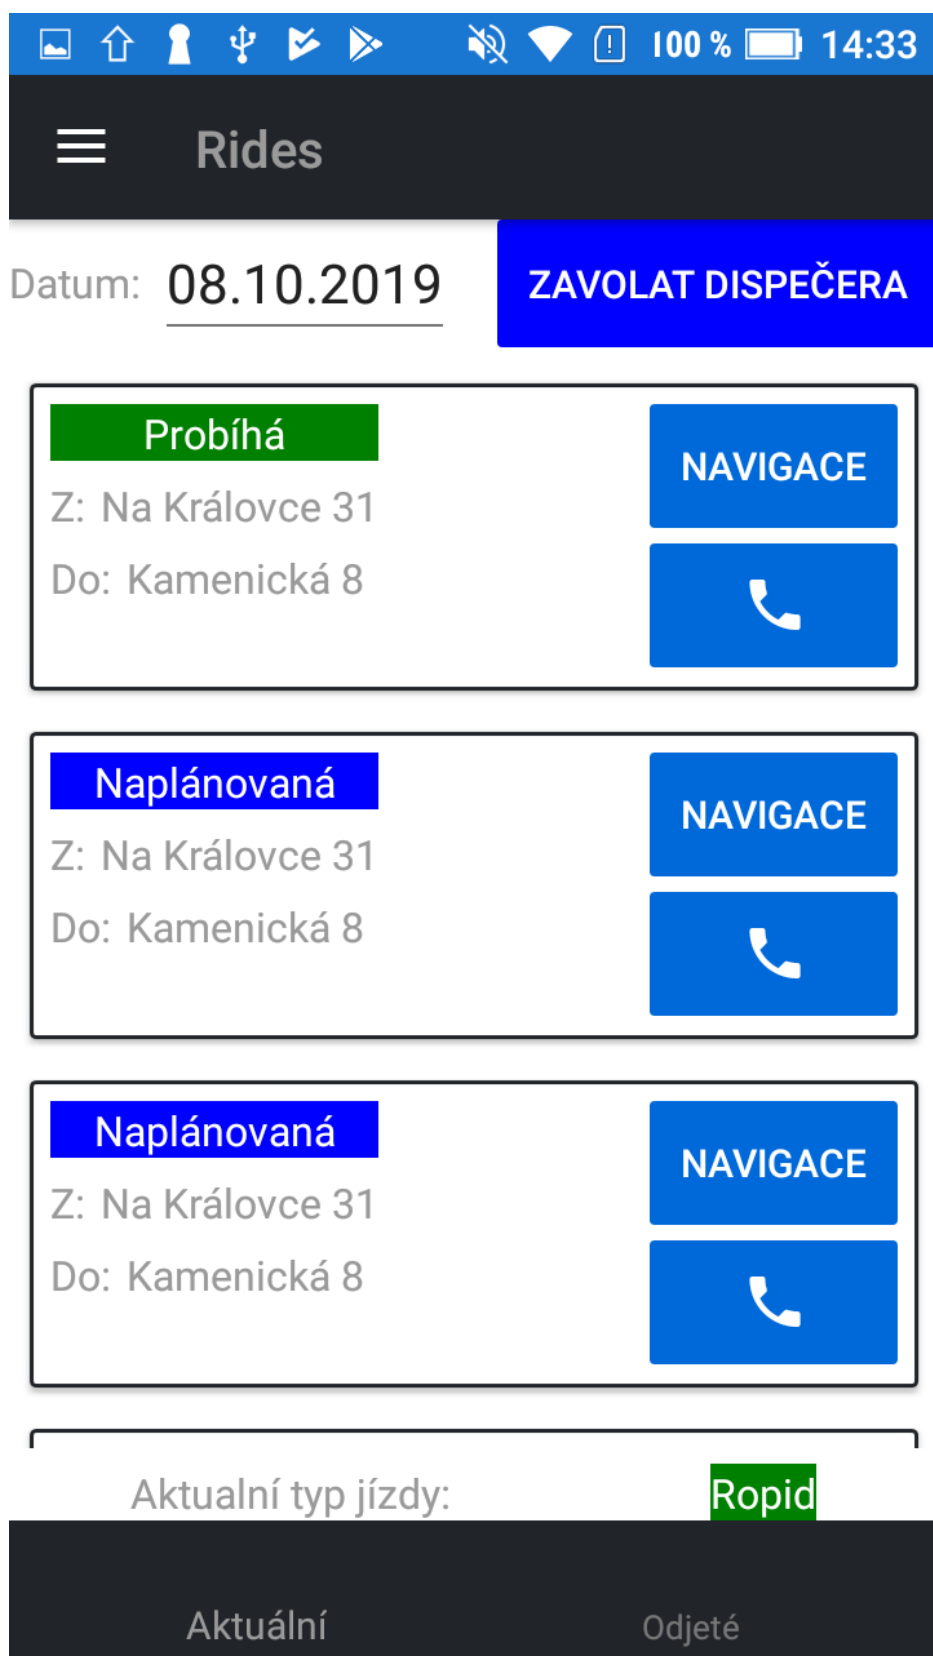 100 % 14:33
Rides
Datum: 08.10.2019 ZAVOLAT DISPEČERA
Probíhá
NAVIGACE
Z: Na Královce 31
Do: Kamenická 8
Naplánovaná
NAVIGACE
Z: Na Královce 31
Do: Kamenická 8
Naplánovaná
NAVIGACE
Z: Na Královce 31
Do: Kamenická 8
Aktualní typ jízdy: Ropid
Aktuální Odjeté